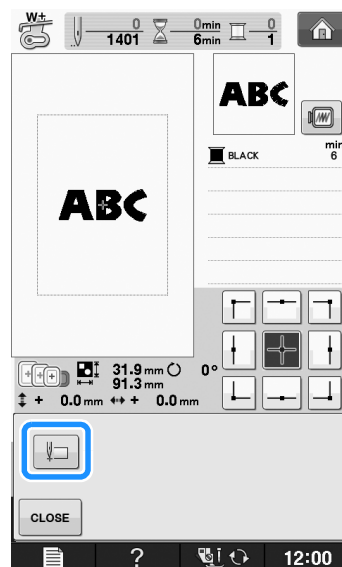 W+
0
1401
0min
6min
0
1
ABC
BLACK
min
6
ABC
31.9 mm
91.3 mm
0°
+ 0.0 mm + 0.0 mm
CLOSE
? 12:00